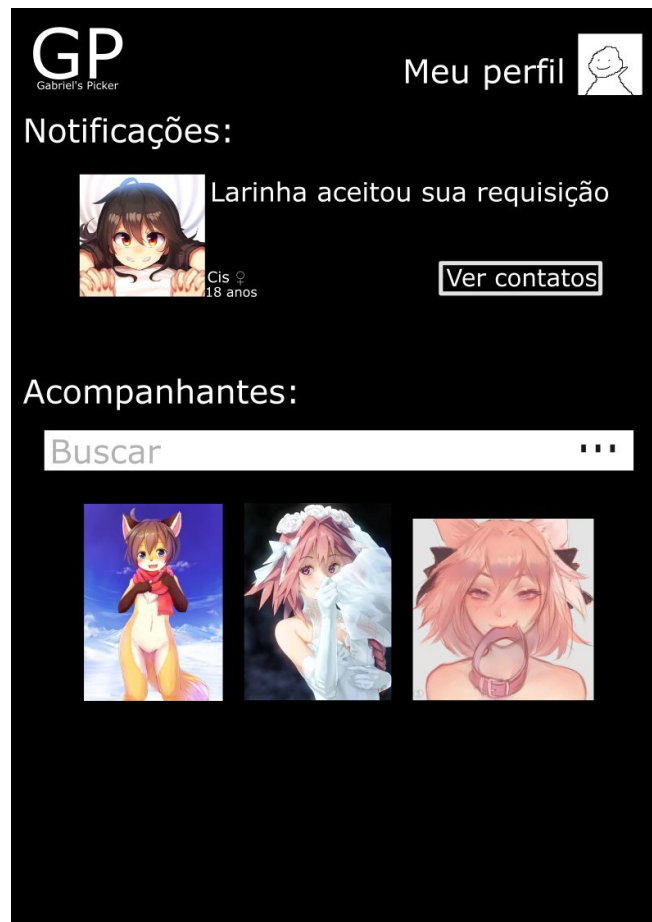 GP
Gabriel's Picker
Meu perfil
Notificações:
Larinha aceitou sua requisição
Cis ♀
18 anos
Ver contatos
Acompanhantes:
Buscar ...